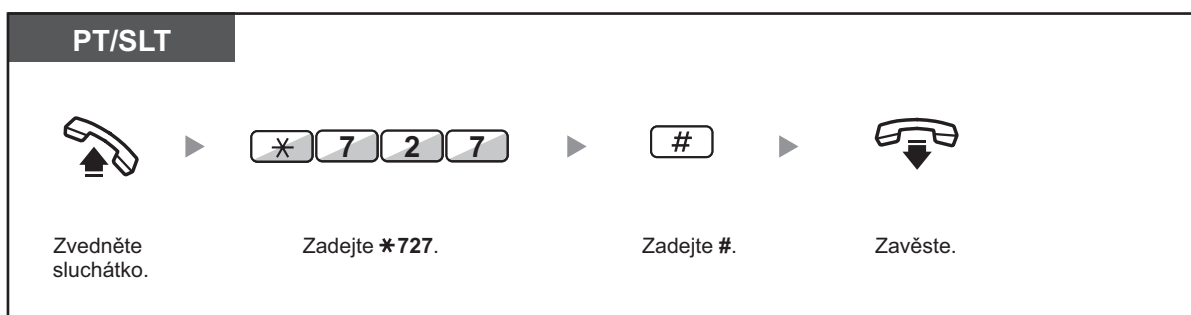 PT/SLT
* 7 2 7
#
Zvedněte
sluchátko.
Zadejte *727.
Zadejte #.
Zavěste.